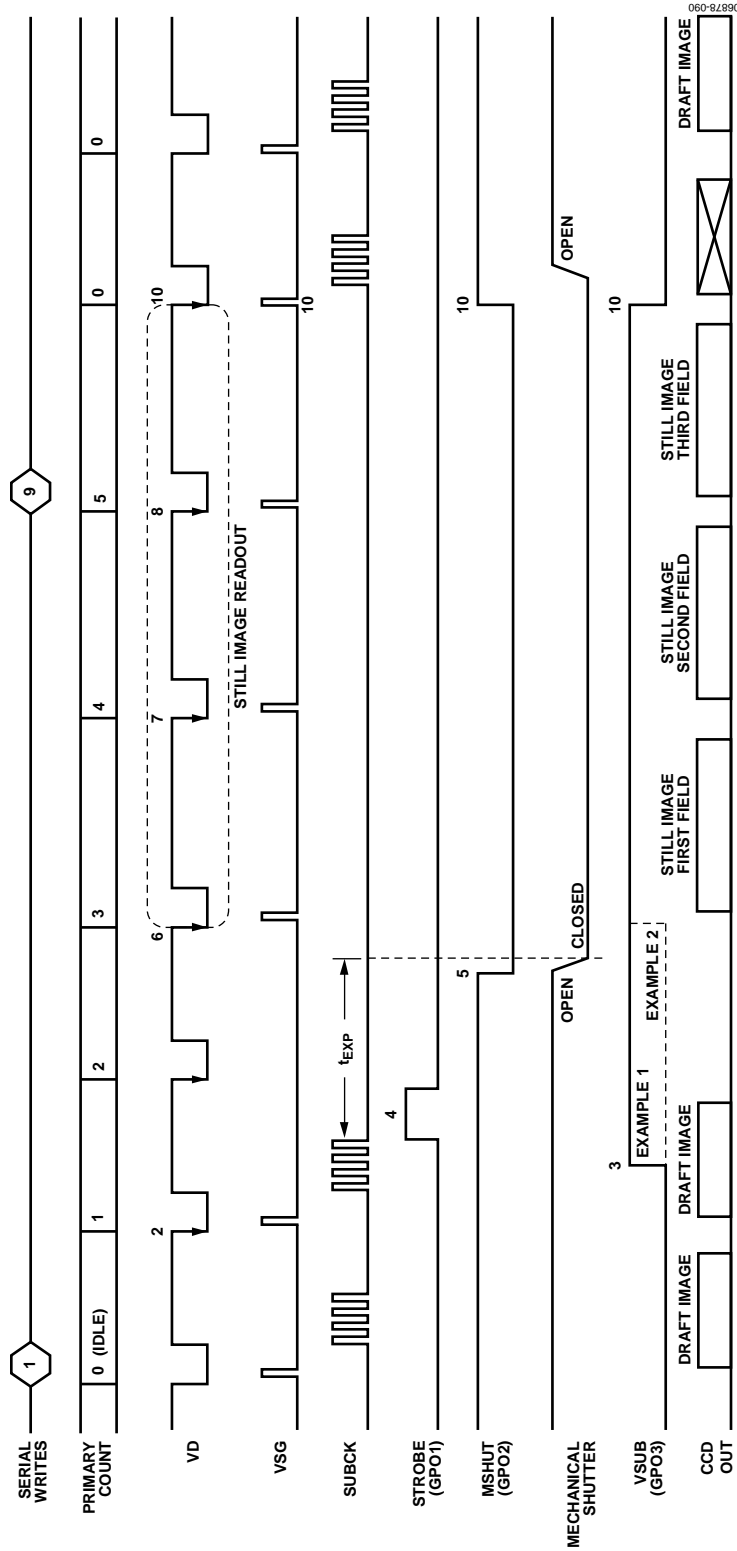 SERIAL
WRITES
1
9
PRIMARY
COUNT
0 (IDLE)
1
2
3
4
5
0
0
VD
2
6
7
8
10
STILL IMAGE READOUT
VSG
10
SUBCK
tEXP
STROBE
(GPO1)
4
MSHUT
(GPO2)
5
10
MECHANICAL
SHUTTER
OPEN
CLOSED
OPEN
VSUB
(GPO3)
3
EXAMPLE 1
EXAMPLE 2
10
CCD
OUT
DRAFT IMAGE
DRAFT IMAGE
STILL IMAGE
FIRST FIELD
STILL IMAGE
SECOND FIELD
STILL IMAGE
THIRD FIELD
DRAFT IMAGE
06878-090